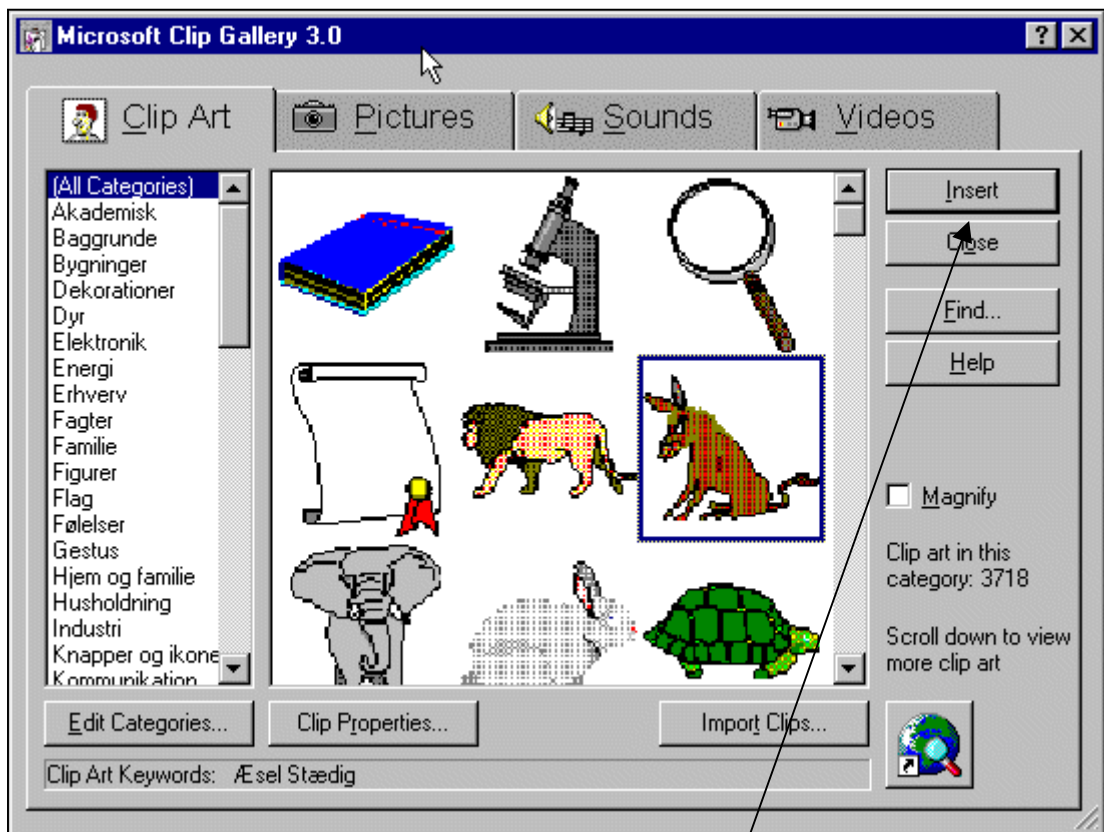 Microsoft Clip Gallery 3.0
Clip Art
Pictures
Sounds
Videos
(All Categories)
Akademisk
Baggrunde
Bygninger
Dekorationer
Dyr
Elektronik
Energi
Erhverv
Fagter
Familie
Figurer
Flag
Følelser
Gestus
Hjem og familie
Husholdning
Industri
Knapper og ikone
Kommunikation
Insert
Close
Find...
Help
Magnify
Clip art in this
category: 3718
Scroll down to view
more clip art
Edit Categories...
Clip Properties...
Import Clips...
Clip Art Keywords: Æsel Stædig